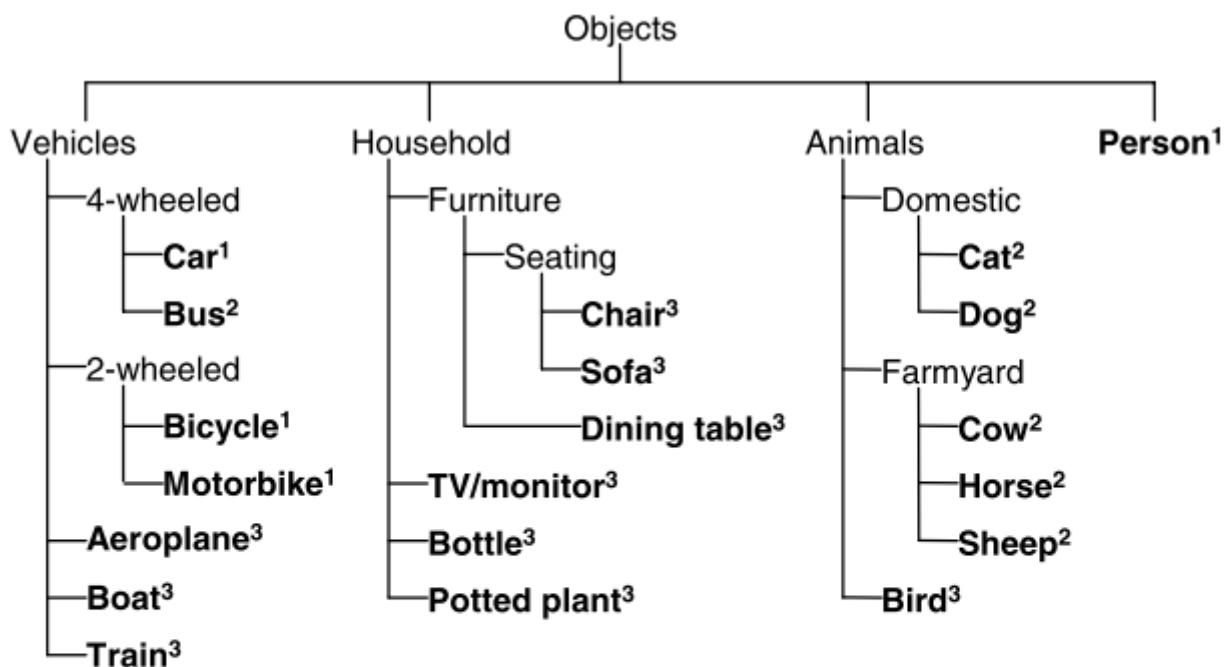 Objects
Vehicles Household Animals Person¹
4-wheeled Furniture Domestic
Car¹ Seating Cat²
Bus² Chair³ Dog²
2-wheeled Sofa³ Farmyard
Bicycle¹ Dining table³ Cow²
Motorbike¹ TV/monitor³ Horse²
Aeroplane³ Bottle³ Sheep²
Boat³ Potted plant³ Bird³
Train³